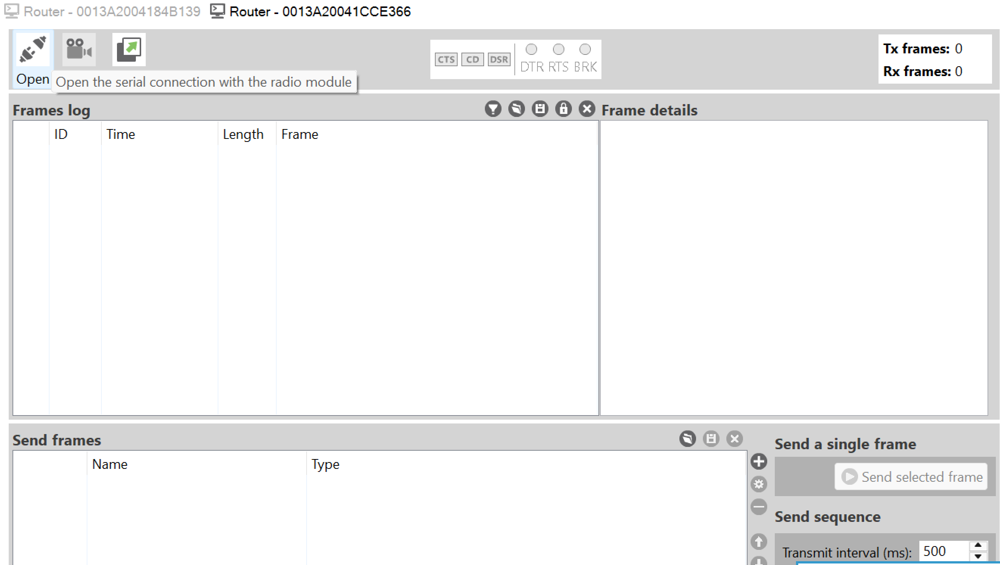 Router - 0013A2004184B139 Router - 0013A20041CCE366
Open
Open the serial connection with the radio module
CTS CD DSR DTR RTS BRK
Tx frames: 0
Rx frames: 0
Frames log
Frame details
ID Time Length Frame
Send frames
Name Type
Send a single frame
Send selected frame
Send sequence
Transmit interval (ms): 500